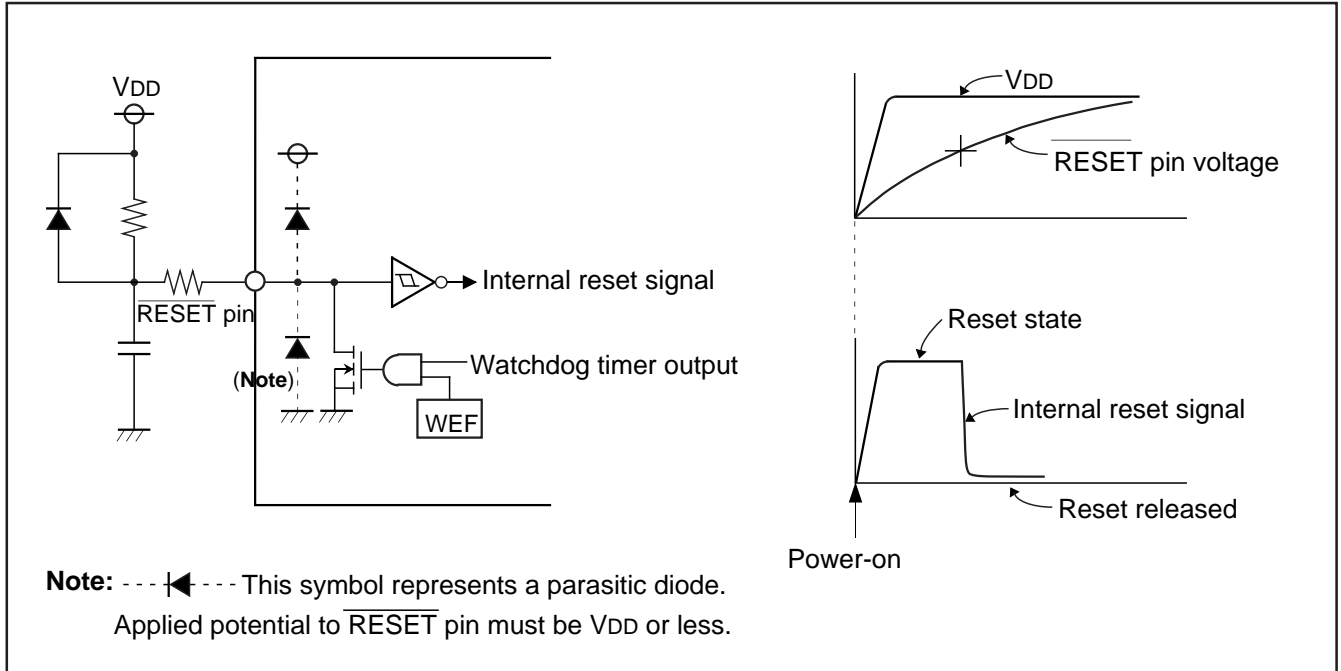 VDD
RESET pin
(Note)
Internal reset signal
Watchdog timer output
WEF
VDD
RESET pin voltage
Reset state
Internal reset signal
Reset released
Power-on
Note: This symbol represents a parasitic diode.
Applied potential to RESET pin must be VDD or less.